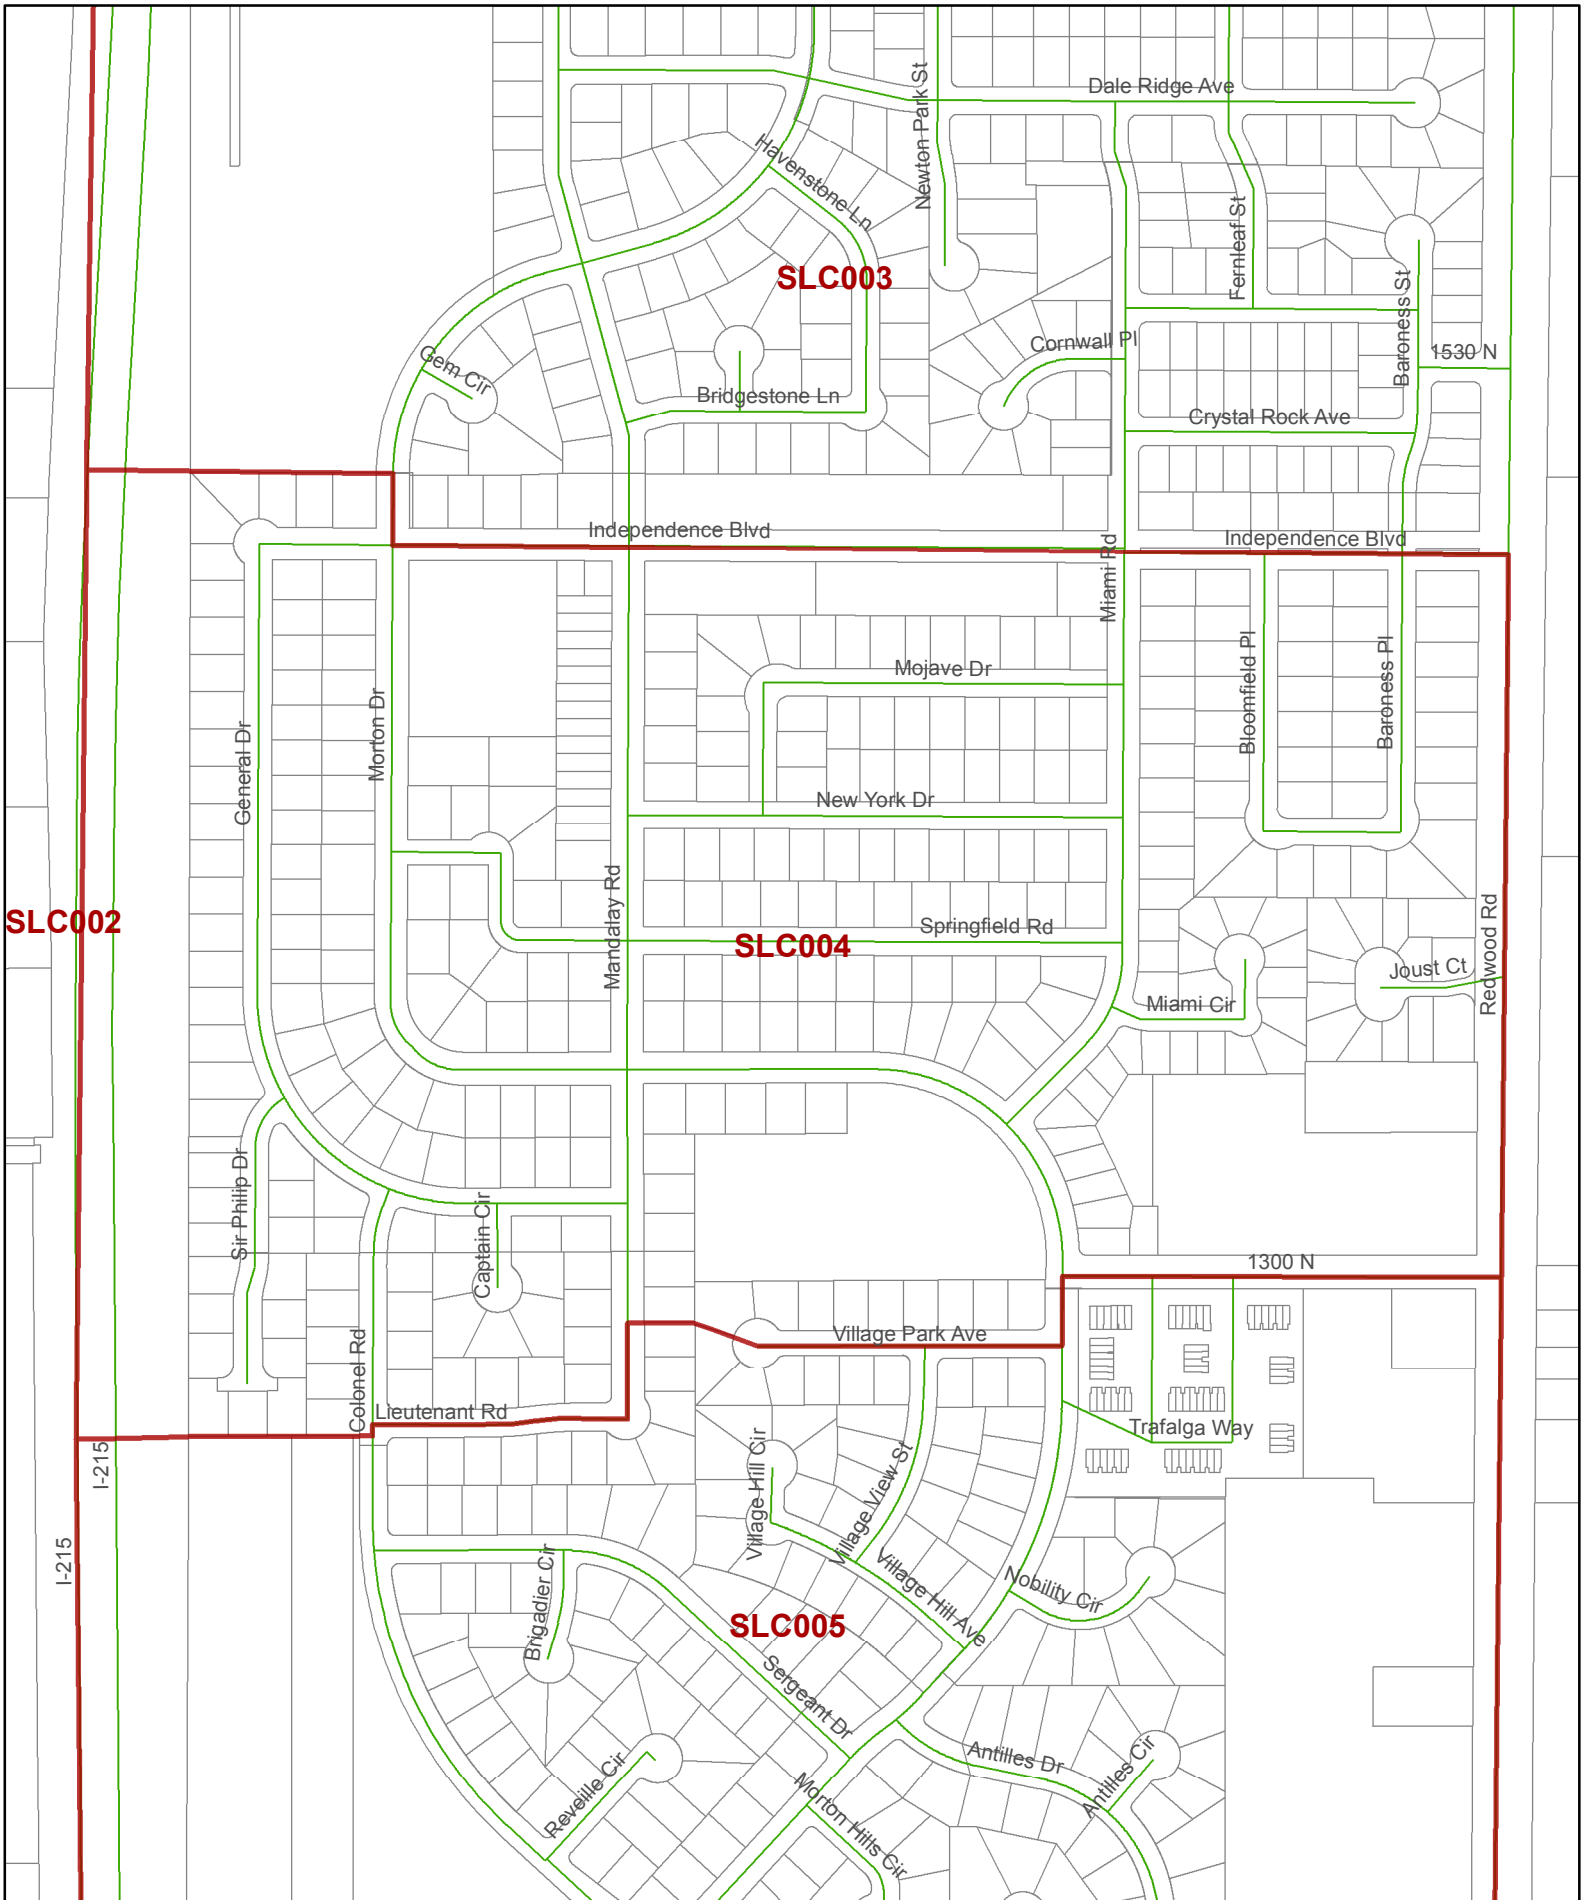 Dale Ridge Ave
Newton Park St
Havenstone Ln
Fernleaf St
SLC003
Baroness St
Cornwall Pl
1530 N
Gem Cir
Bridgestone Ln
Crystal Rock Ave
Independence Blvd
Independence Blvd
Miami Rd
Mojave Dr
Bloomfield Pl
Baroness Pl
Morton Dr
General Dr
New York Dr
Mandalay Rd
SLC002
Springfield Rd
SLC004
Redwood Rd
Joust Ct
Miami Cir
Sir Philip Dr
Captain Cir
1300 N
Village Park Ave
Colonel Rd
Lieutenant Rd
Trafalga Way
I-215
Village Hill Cir
Village View St
I-215
Brigadier Cir
Village Hill Ave
Nobility Cir
SLC005
Sergeant Dr
Antilles Dr
Antilles Cir
Reveille Cir
Morton Hills Cir